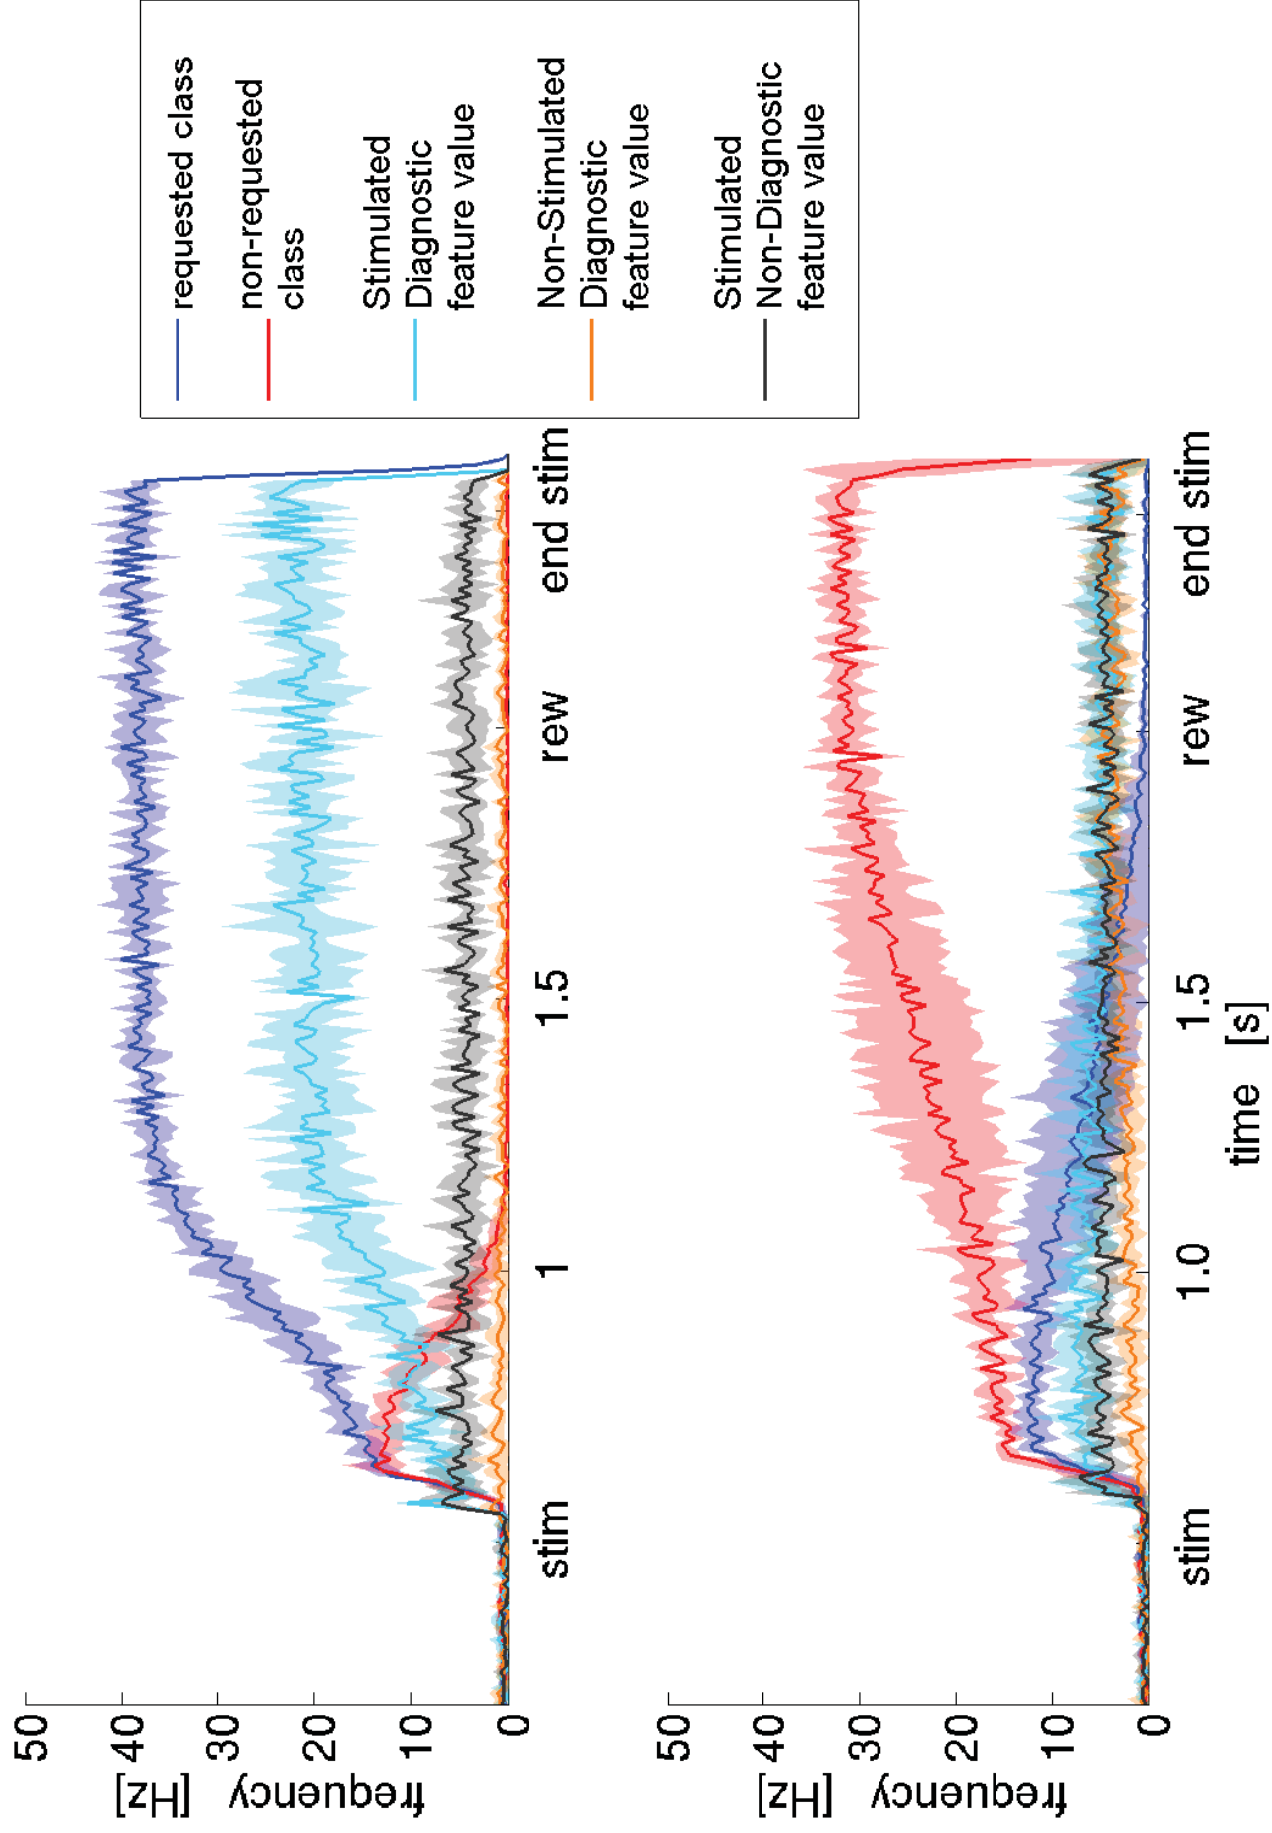 50
40
30
20
10
0
frequency
[Hz]
stim
1
1.5
rew
end stim
requested class
non-requested
class
Stimulated
Diagnostic
feature value
Non-Stimulated
Diagnostic
feature value
Stimulated
Non-Diagnostic
feature value
50
40
30
20
10
0
frequency
[Hz]
stim
1.0
1.5
rew
end stim
time [s]